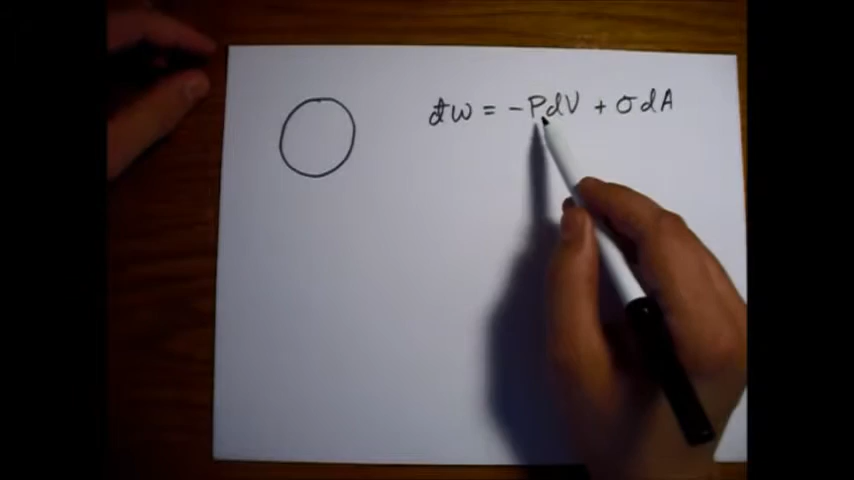 đw = -PdV + σdA